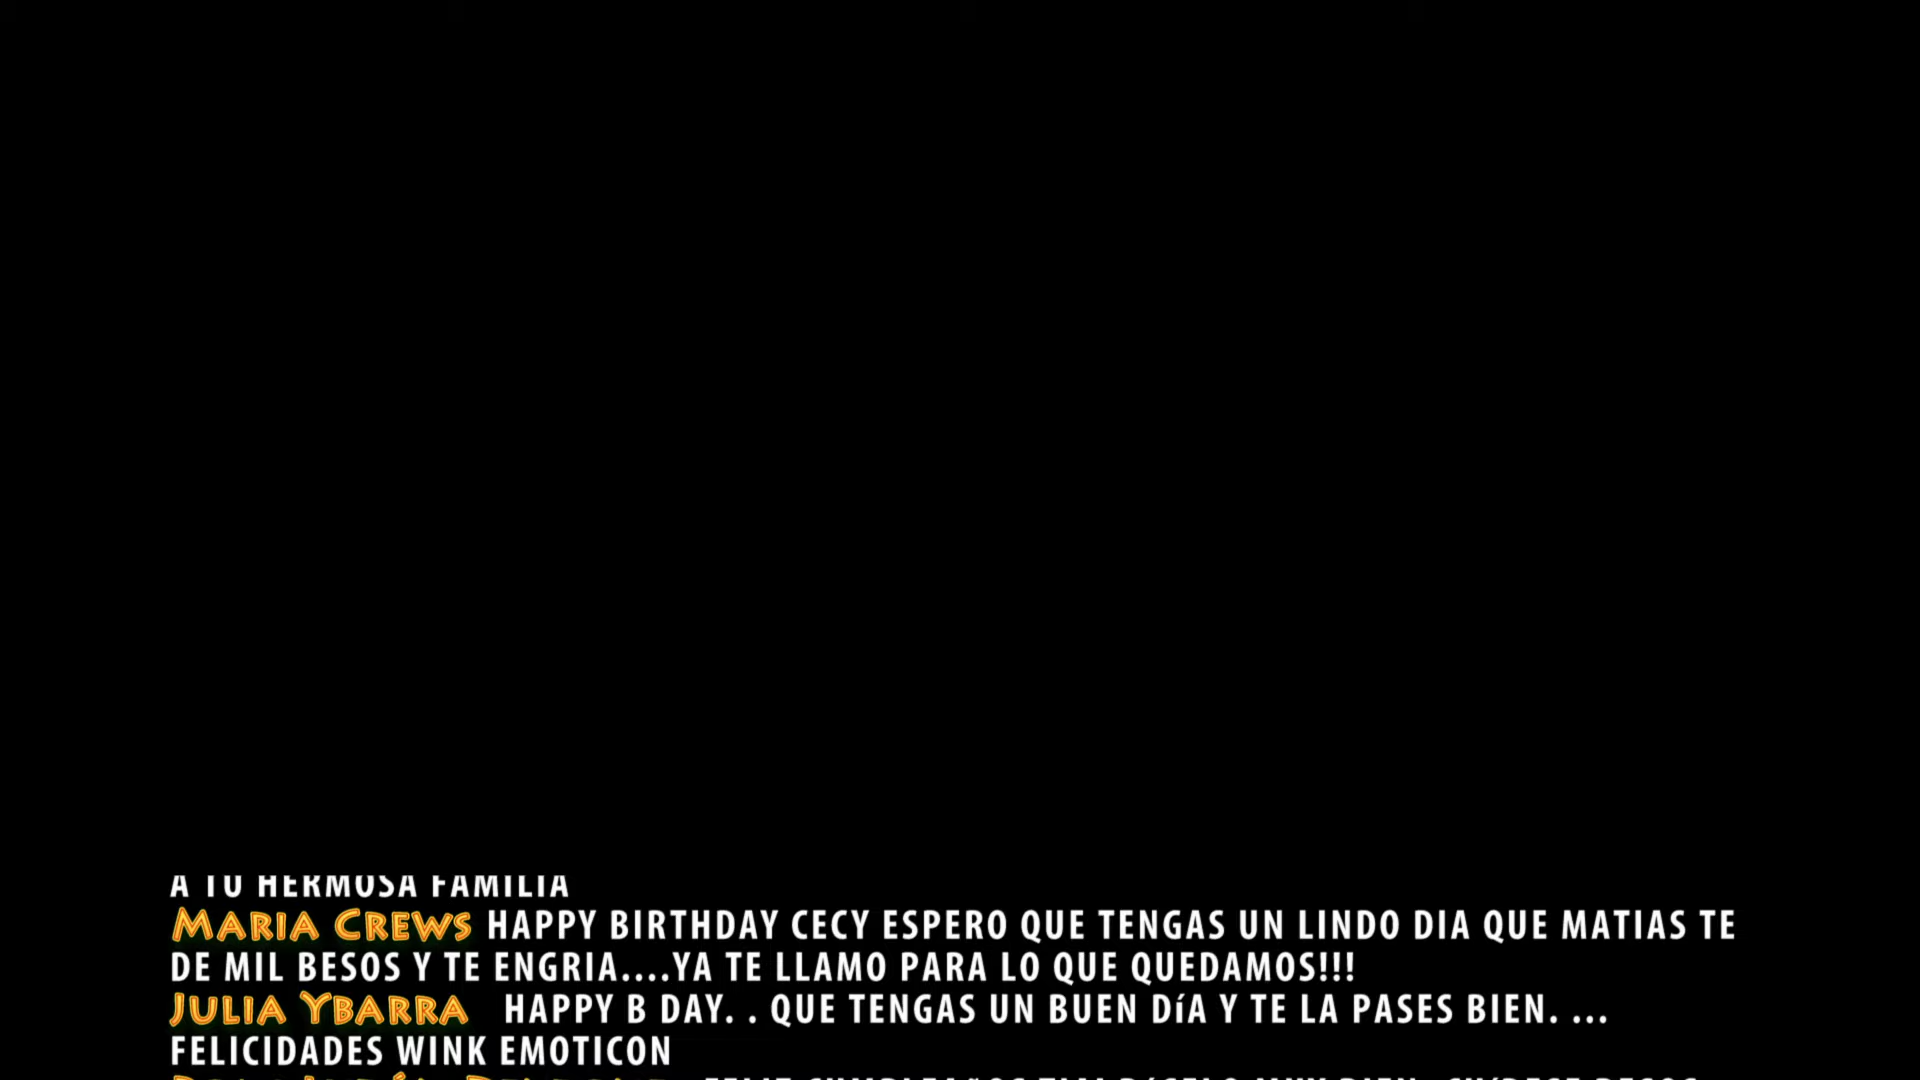 A TU HERMOSA FAMILIA
MARIA CREWS HAPPY BIRTHDAY CECY ESPERO QUE TENGAS UN LINDO DIA QUE MATIAS TE
DE MIL BESOS Y TE ENGRIA....YA TE LLAMO PARA LO QUE QUEDAMOS!!!
JULIA YBARRA HAPPY B DAY. . QUE TENGAS UN BUEN DíA Y TE LA PASES BIEN. ...
FELICIDADES WINK EMOTICON